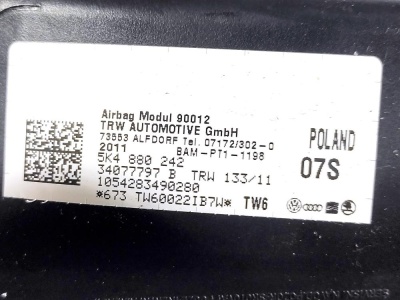 Airbag Modul 90012
TRW AUTOMOTIVE GmbH
73553 ALFDORF Tel. 07172/302-0
2011 BAM-PT1-1198
5K4 880 242
34077797 B TRW 133/11
1054283490280
*673 TW60022IB7W* TW6
POLAND
07S